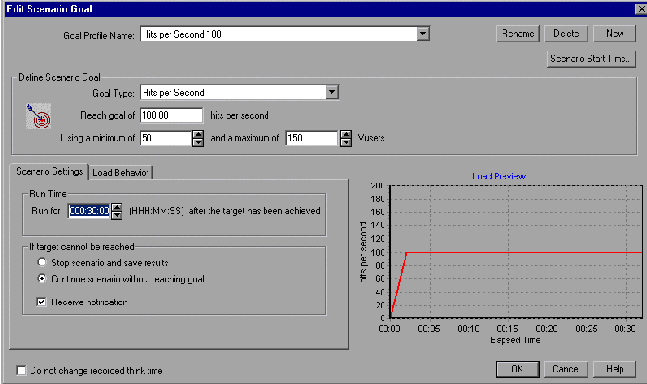 Edit Scenario Goal
Goal Profile Name: Hits per Second 100
Rename Delete New
Scenario Start Time...
Define Scenario Goal
Goal Type: Hits per Second
Reach goal of 100.00 hits per second
Using a minimum of 50 and a maximum of 150 Vusers
Scenario Settings Load Behavior
Run Time
Run for 000:30:00 (HHH:MM:SS) after the target has been achieved
If target cannot be reached
Stop scenario and save results
Continue scenario without reaching goal
Receive notification
Load Preview
hits per second
200
180
160
140
120
100
80
60
40
20
0
00:00 00:05 00:10 00:15 00:20 00:25 00:30
Elapsed Time
Do not change recorded think time
OK Cancel Help